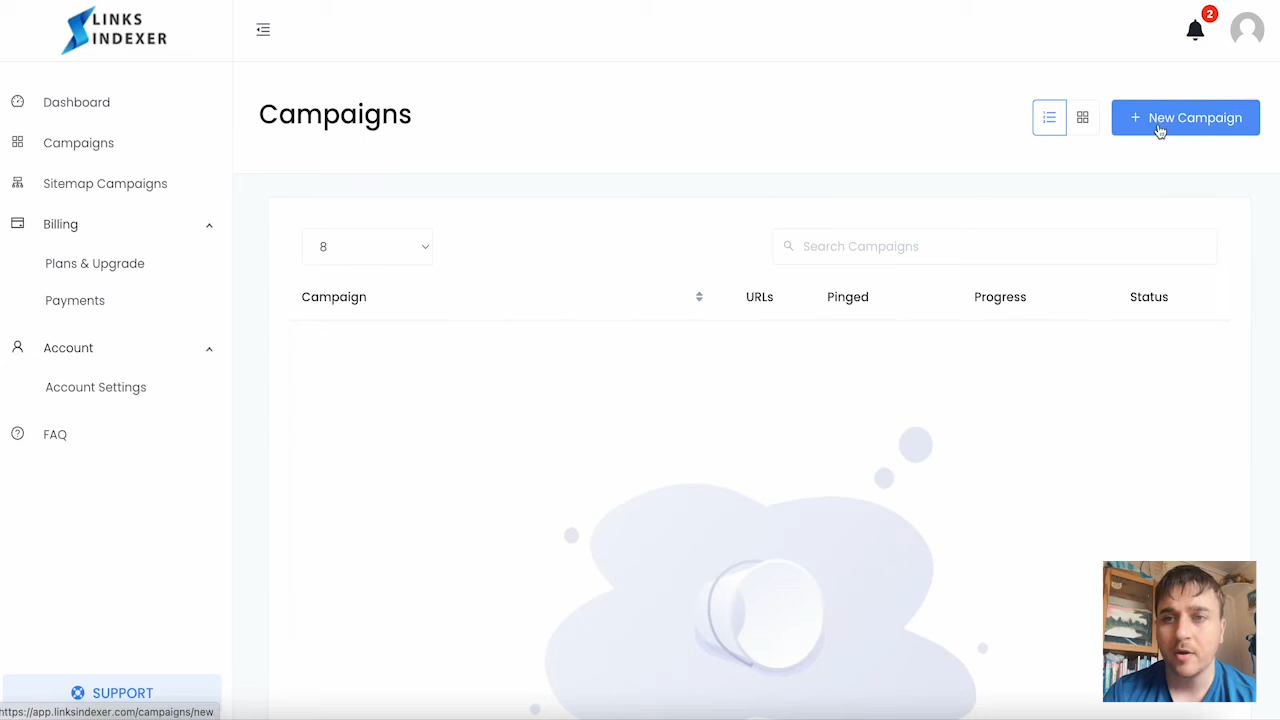 LINKS
INDEXER
2
Dashboard
Campaigns
Sitemap Campaigns
Billing
Plans & Upgrade
Payments
Account
Account Settings
FAQ
SUPPORT
https://app.linksindexer.com/campaigns/new
Campaigns
+ New Campaign
8
Search Campaigns
Campaign URLs Pinged Progress Status